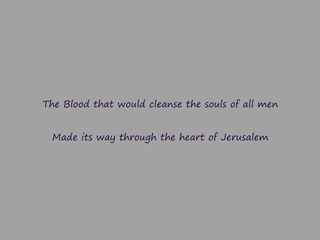 The Blood that would cleanse the souls of all men
Made its way through the heart of Jerusalem